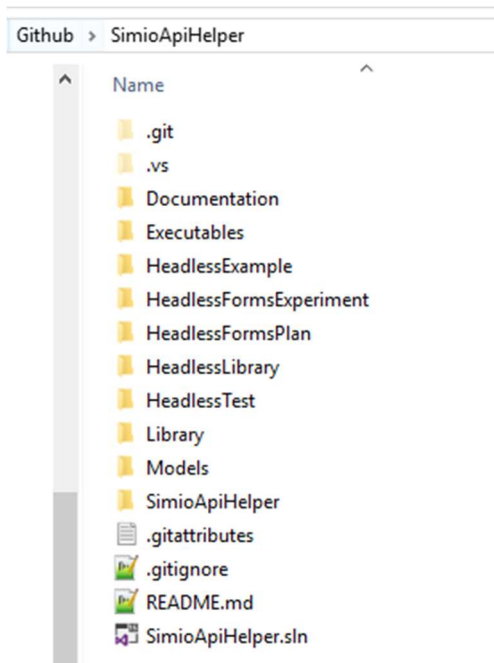 Github > SimioApiHelper
Name
.git
.vs
Documentation
Executables
HeadlessExample
HeadlessFormsExperiment
HeadlessFormsPlan
HeadlessLibrary
HeadlessTest
Library
Models
SimioApiHelper
.gitattributes
.gitignore
README.md
SimioApiHelper.sln